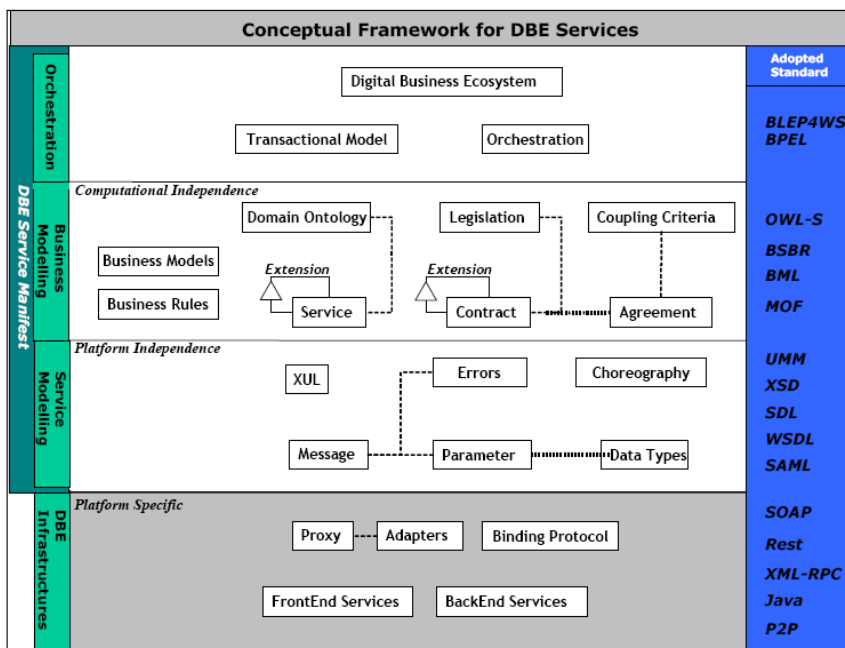 Conceptual Framework for DBE Services
Adopted
Standard
DBE Service Manifest
Orchestration
Digital Business Ecosystem
Transactional Model
Orchestration
BLEP4WS
BPEL
Business
Modelling
Computational Independence
Domain Ontology
Legislation
Coupling Criteria
Business Models
Extension
Extension
Business Rules
Service
Contract
Agreement
OWL-S
BSBR
BML
MOF
Service
Modelling
Platform Independence
XUL
Errors
Choreography
Message
Parameter
Data Types
UMM
XSD
SDL
WSDL
SAML
DBE
Infrastructures
Platform Specific
Proxy
Adapters
Binding Protocol
FrontEnd Services
BackEnd Services
SOAP
Rest
XML-RPC
Java
P2P